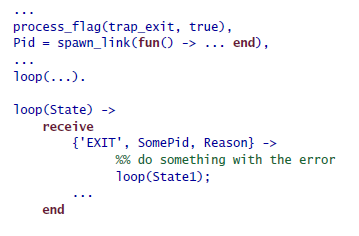 ...
process_flag(trap_exit, true),
Pid = spawn_link(fun() -> ... end),
...
loop(...).
loop(State) ->
receive
{'EXIT', SomePid, Reason} ->
%% do something with the error
loop(State1);
...
end